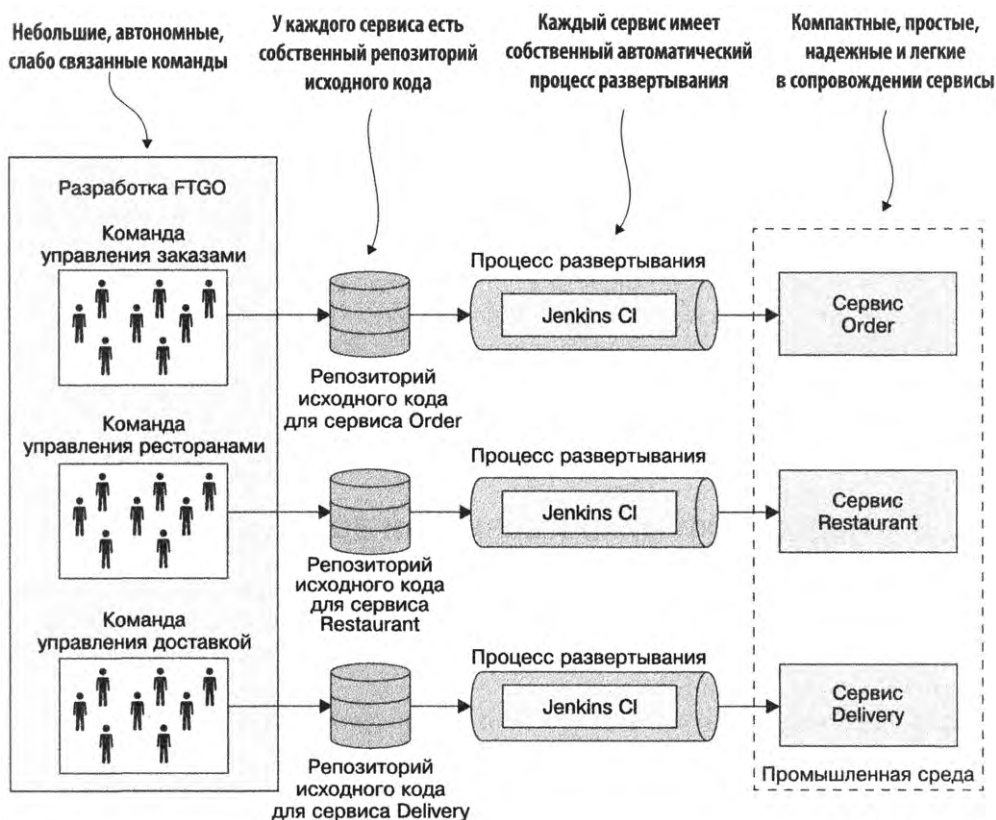 Небольшие, автономные,
слабо связанные команды
У каждого сервиса есть
собственный репозиторий
исходного кода
Каждый сервис имеет
собственный автоматический
процесс развертывания
Компактные, простые,
надежные и легкие
в сопровождении сервисы
Разработка FTGO
Команда
управления заказами
Процесс развертывания
Jenkins CI
Сервис
Order
Репозиторий
исходного кода
для сервиса Order
Команда
управления ресторанами
Процесс развертывания
Jenkins CI
Сервис
Restaurant
Репозиторий
исходного кода
для сервиса
Restaurant
Команда
управления доставкой
Процесс развертывания
Jenkins CI
Сервис
Delivery
Репозиторий
исходного кода
для сервиса Delivery
Промышленная среда